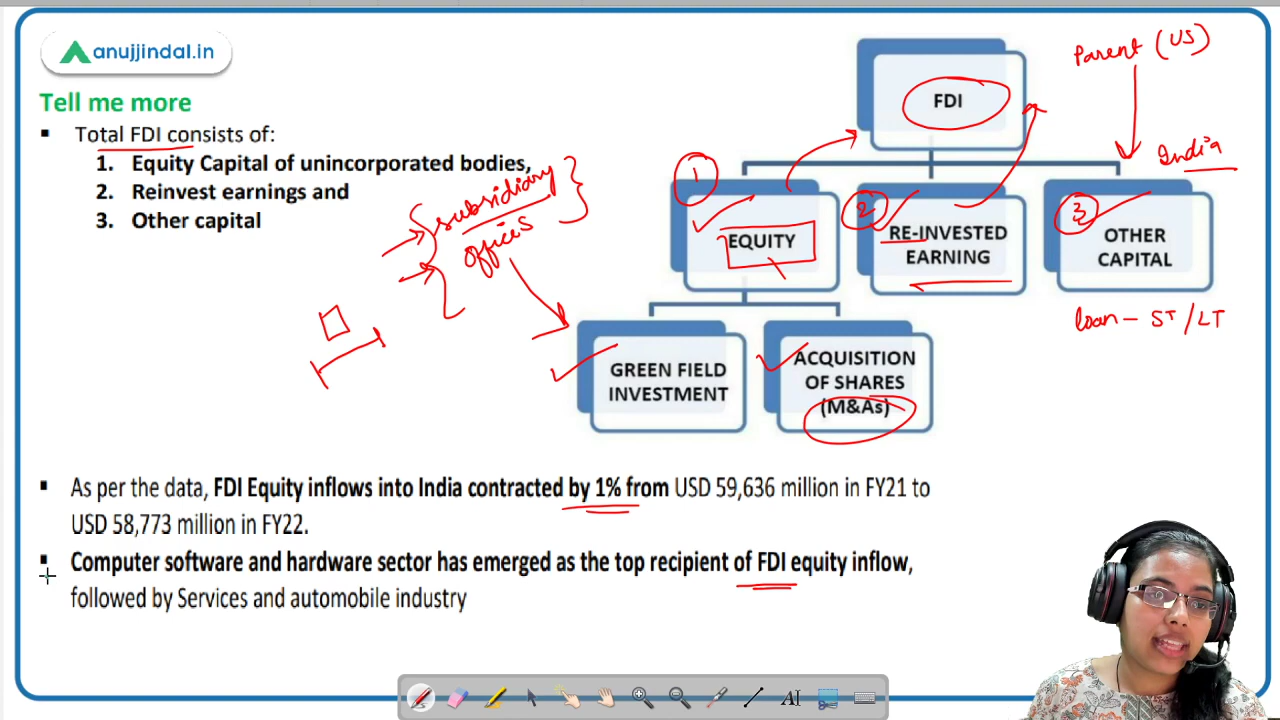 anujjindal.in
Tell me more
▪ Total FDI consists of:
1. Equity Capital of unincorporated bodies,
2. Reinvest earnings and
3. Other capital
subsidiary
offices
Parent (US)
India
FDI
1
EQUITY
2
RE-INVESTED
EARNING
3
OTHER
CAPITAL
loan - ST/LT
GREEN FIELD
INVESTMENT
ACQUISITION
OF SHARES
(M&As)
▪ As per the data, FDI Equity inflows into India contracted by 1% from USD 59,636 million in FY21 to
USD 58,773 million in FY22.
▪ Computer software and hardware sector has emerged as the top recipient of FDI equity inflow,
followed by Services and automobile industry
AI